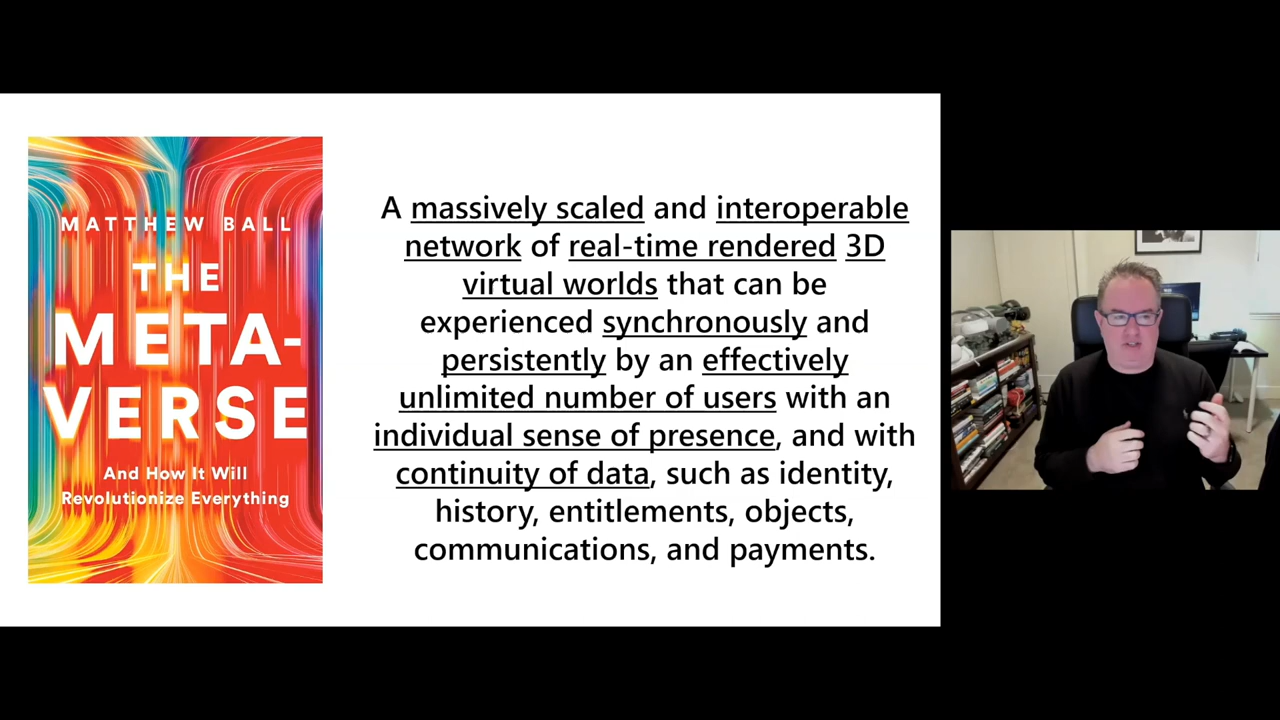 MATTHEW BALL
THE
META-
VERSE
And How It Will
Revolutionize Everything
A massively scaled and interoperable
network of real-time rendered 3D
virtual worlds that can be
experienced synchronously and
persistently by an effectively
unlimited number of users with an
individual sense of presence, and with
continuity of data, such as identity,
history, entitlements, objects,
communications, and payments.